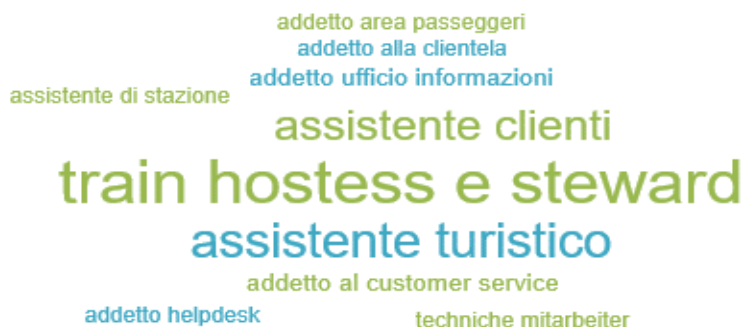 addetto area passeggeri
addetto alla clientela
addetto ufficio informazioni
assistente di stazione
assistente clienti
train hostess e steward
assistente turistico
addetto al customer service
addetto helpdesk
techniche mitarbeiter